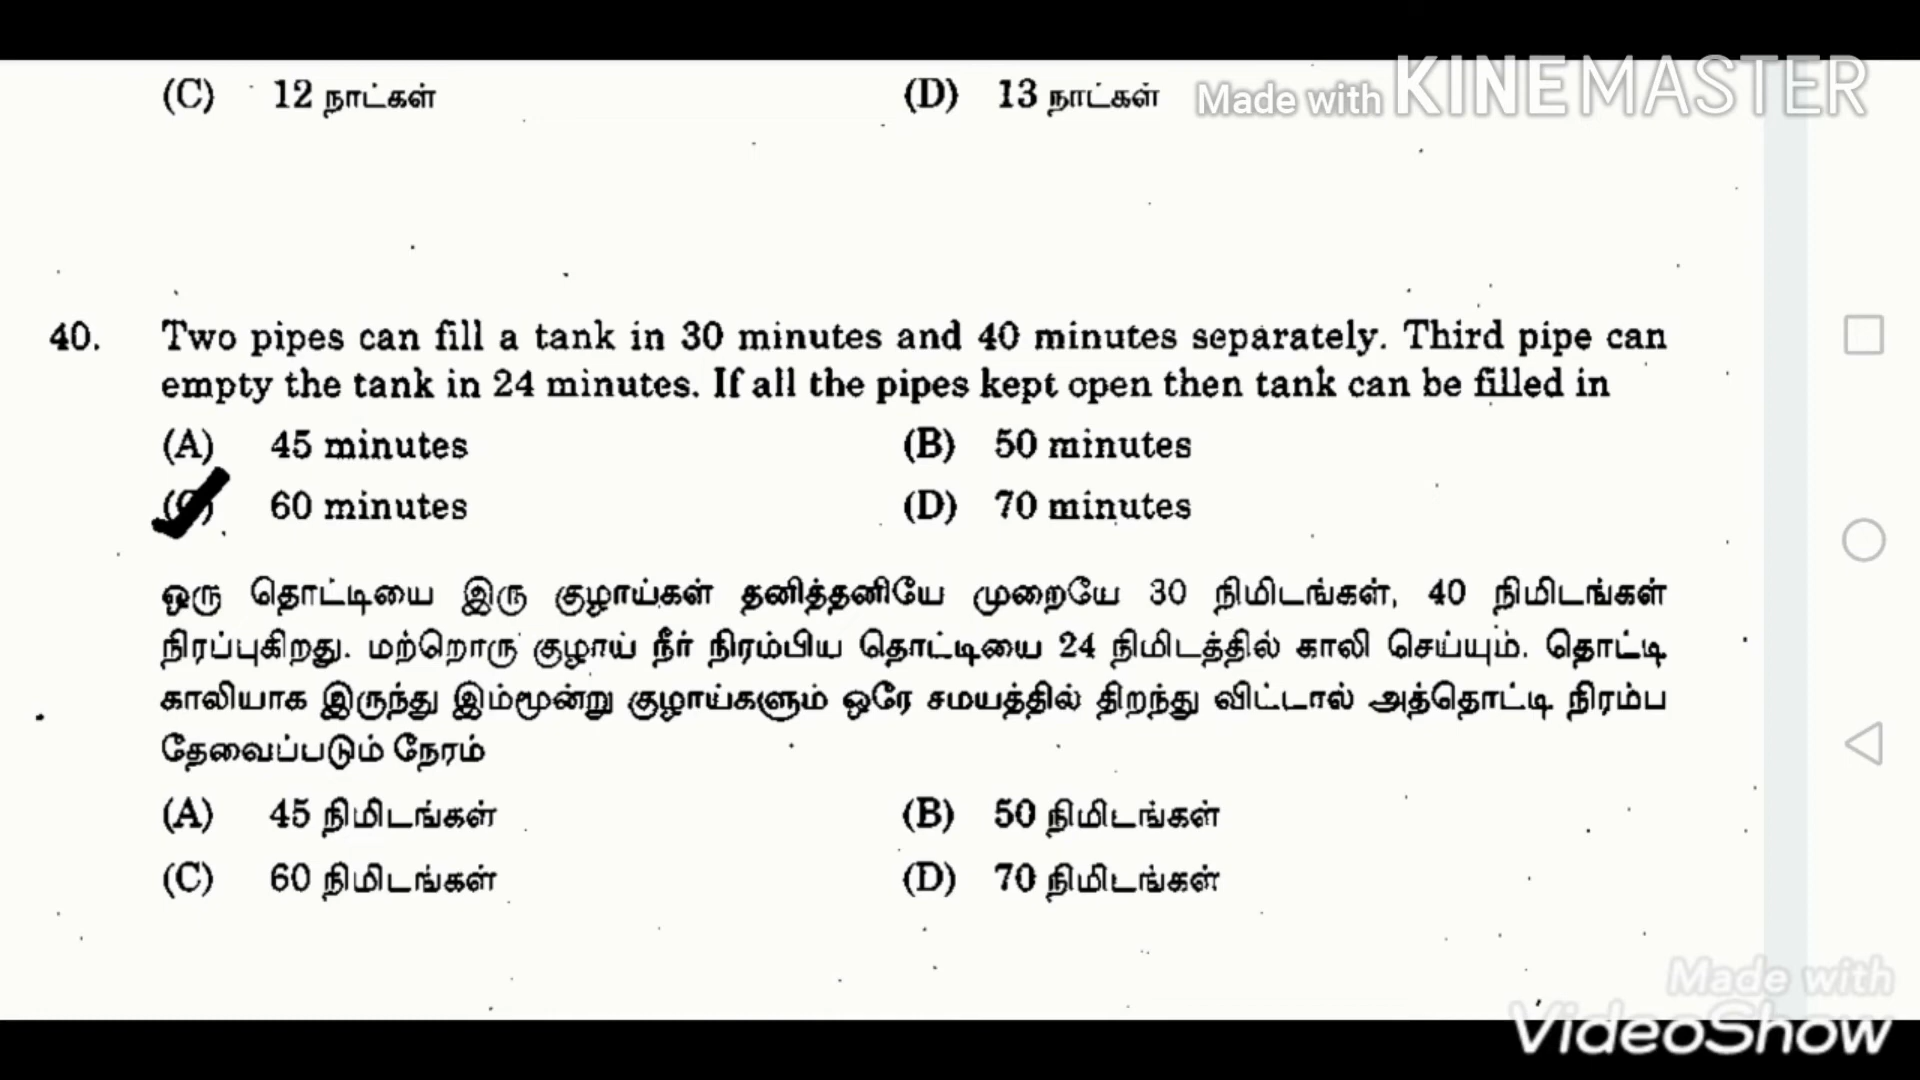 (C) 12 நாட்கள் (D) 13 நாட்கள் Made with KINEMASTER
40. Two pipes can fill a tank in 30 minutes and 40 minutes separately. Third pipe can
empty the tank in 24 minutes. If all the pipes kept open then tank can be filled in
(A) 45 minutes (B) 50 minutes
(C) 60 minutes (D) 70 minutes
ஒரு தொட்டியை இரு குழாய்கள் தனித்தனியே முறையே 30 நிமிடங்கள், 40 நிமிடங்கள்
நிரப்புகிறது. மற்றொரு குழாய் நீர் நிரம்பிய தொட்டியை 24 நிமிடத்தில் காலி செய்யும். தொட்டி
காலியாக இருந்து இம்மூன்று குழாய்களும் ஒரே சமயத்தில் திறந்து விட்டால் அத்தொட்டி நிரம்ப
தேவைப்படும் நேரம்
(A) 45 நிமிடங்கள் (B) 50 நிமிடங்கள்
(C) 60 நிமிடங்கள் (D) 70 நிமிடங்கள்
Made with
VideoShow